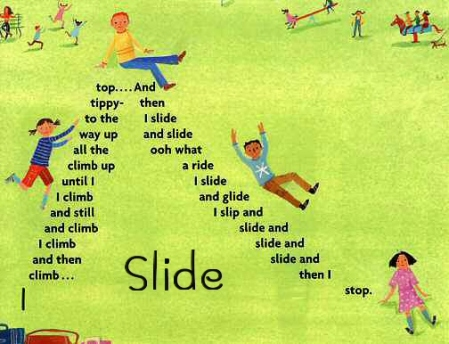 Slide
I
climb...
and then
I climb
and climb
and still
I climb
until I
climb up
all the
way up
to the
tippy-
top....And
then
I slide
and slide
ooh what
a ride
I slide
and glide
I slip and
slide and
slide and
slide and
then I
stop.